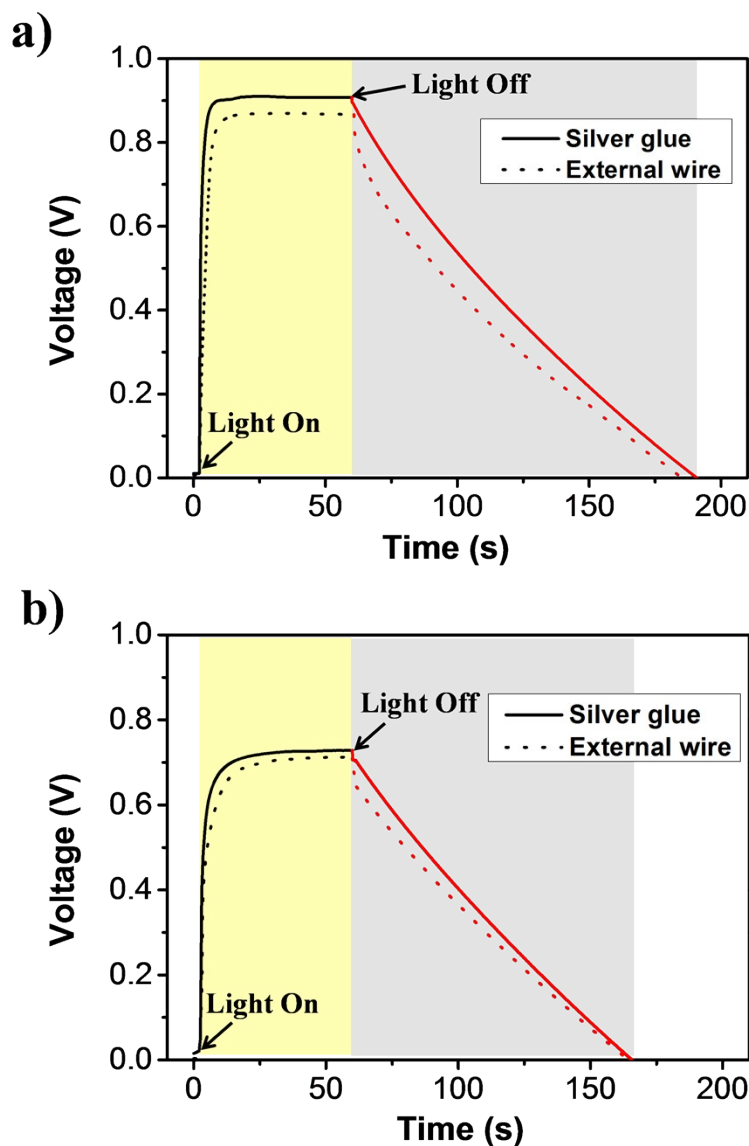 a)
1.0
0.8
0.6
0.4
0.2
0.0
Voltage (V)
Light Off
Silver glue
External wire
Light On
0 50 100 150 200
Time (s)
b)
1.0
0.8
0.6
0.4
0.2
0.0
Voltage (V)
Light Off
Silver glue
External wire
Light On
0 50 100 150 200
Time (s)